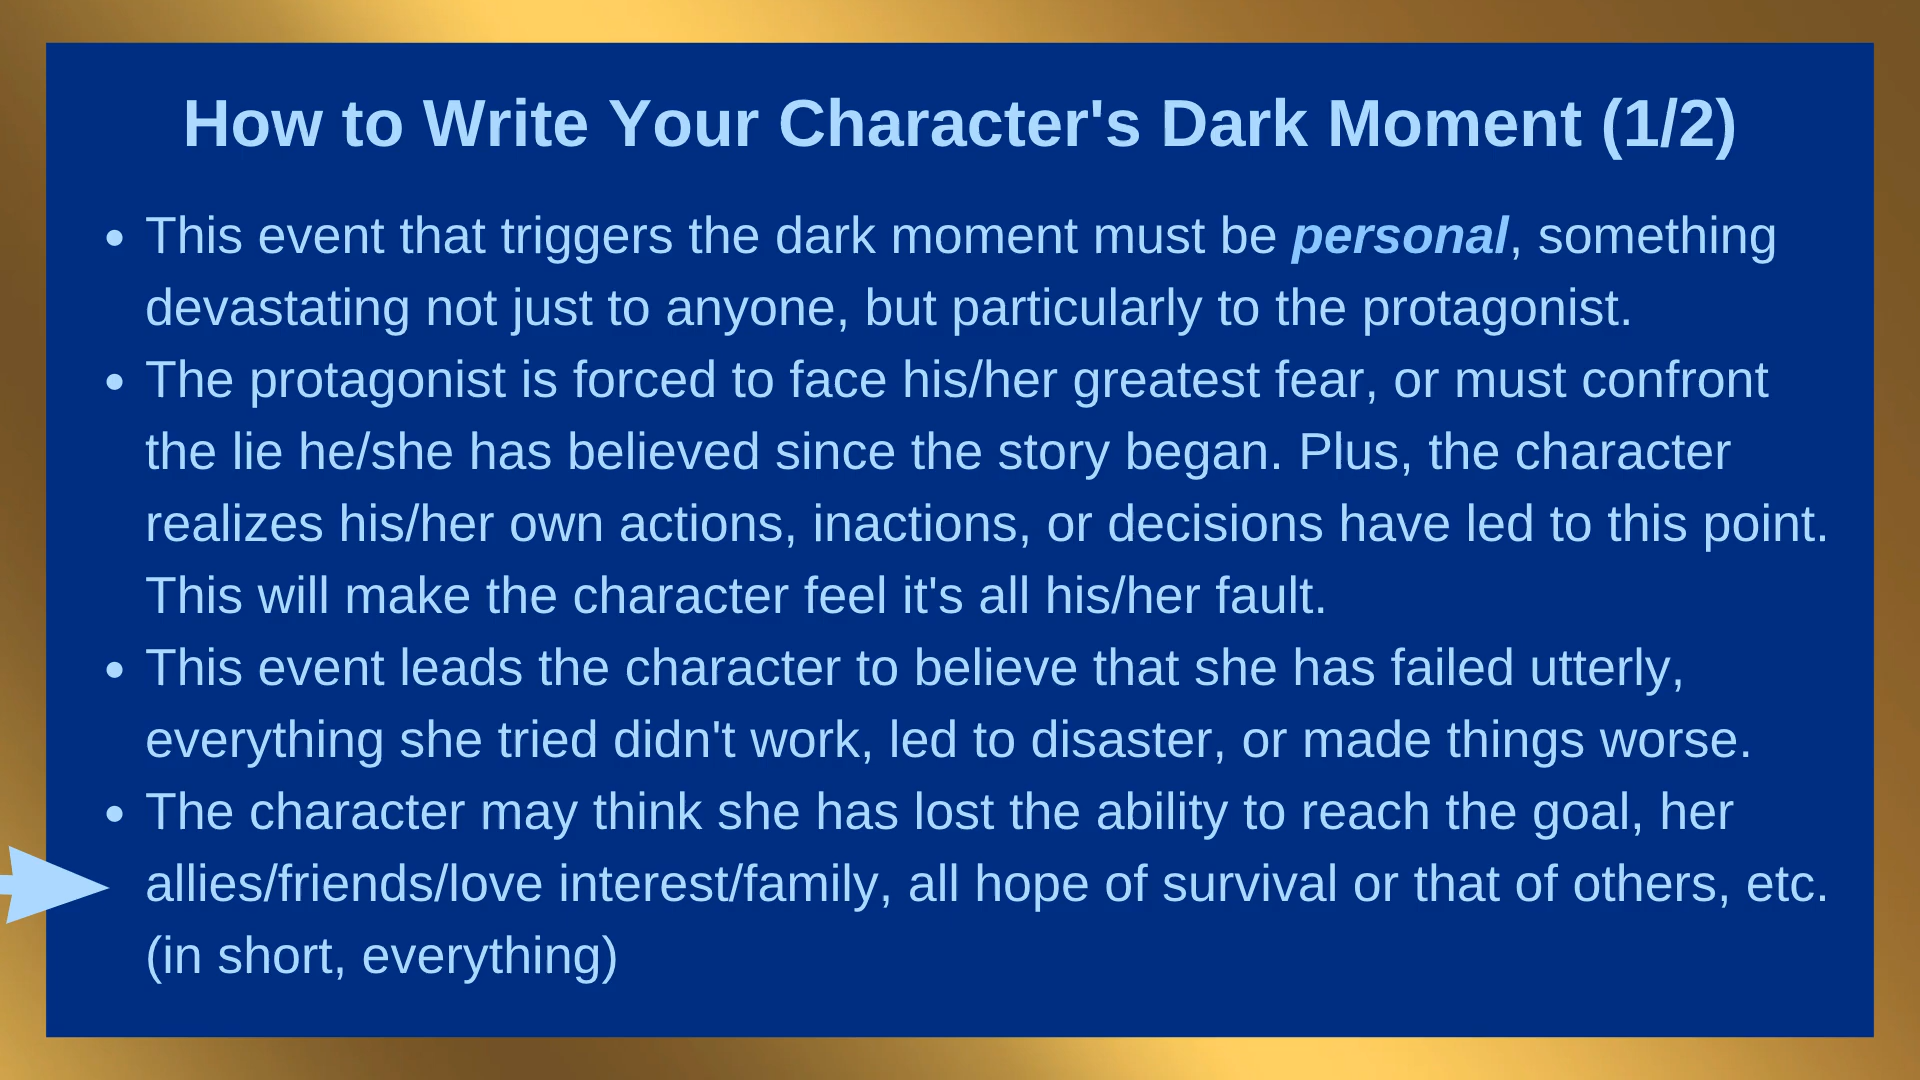 How to Write Your Character's Dark Moment (1/2)
• This event that triggers the dark moment must be personal, something
devastating not just to anyone, but particularly to the protagonist.
• The protagonist is forced to face his/her greatest fear, or must confront
the lie he/she has believed since the story began. Plus, the character
realizes his/her own actions, inactions, or decisions have led to this point.
This will make the character feel it's all his/her fault.
• This event leads the character to believe that she has failed utterly,
everything she tried didn't work, led to disaster, or made things worse.
• The character may think she has lost the ability to reach the goal, her
allies/friends/love interest/family, all hope of survival or that of others, etc.
(in short, everything)